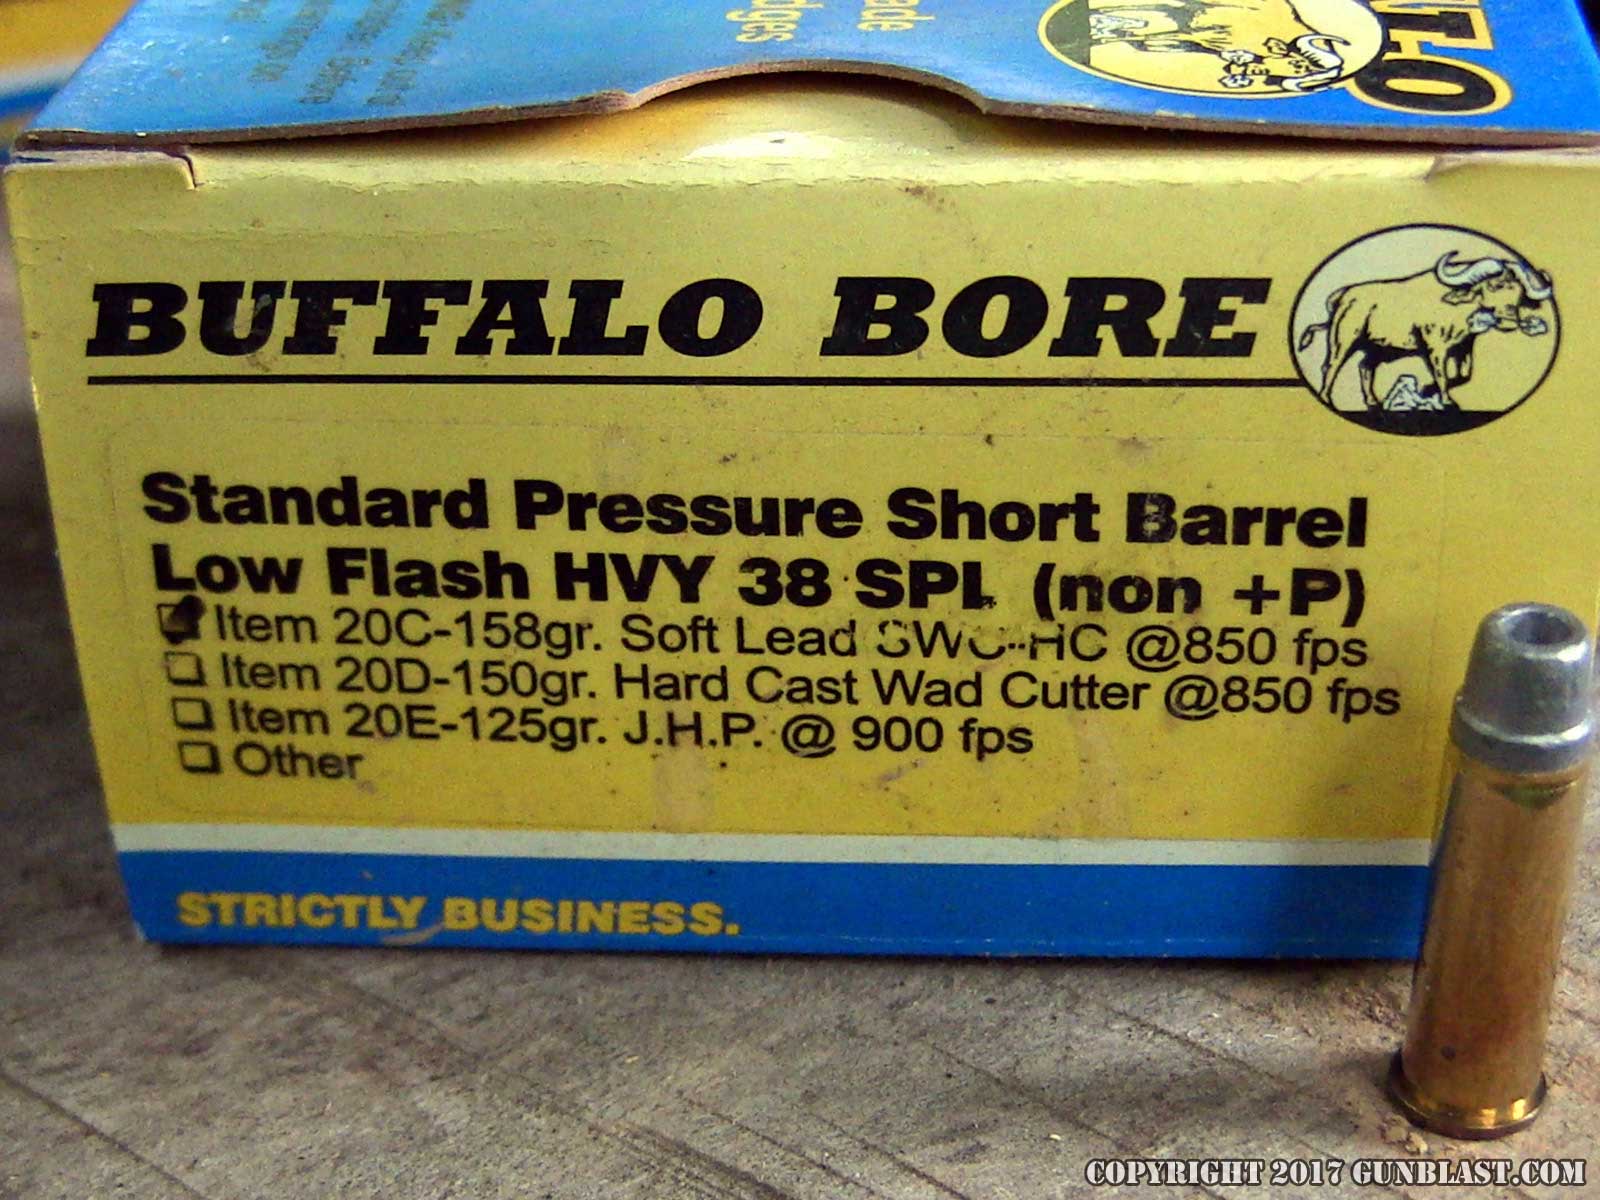 BUFFALO BORE
Standard Pressure Short Barrel
Low Flash HVY 38 SPL (non +P)
Item 20C-158gr. Soft Lead SWC-HC @850 fps
Item 20D-150gr. Hard Cast Wad Cutter @850 fps
Item 20E-125gr. J.H.P. @ 900 fps
Other
STRICTLY BUSINESS.
COPYRIGHT 2017 GUNBLAST.COM